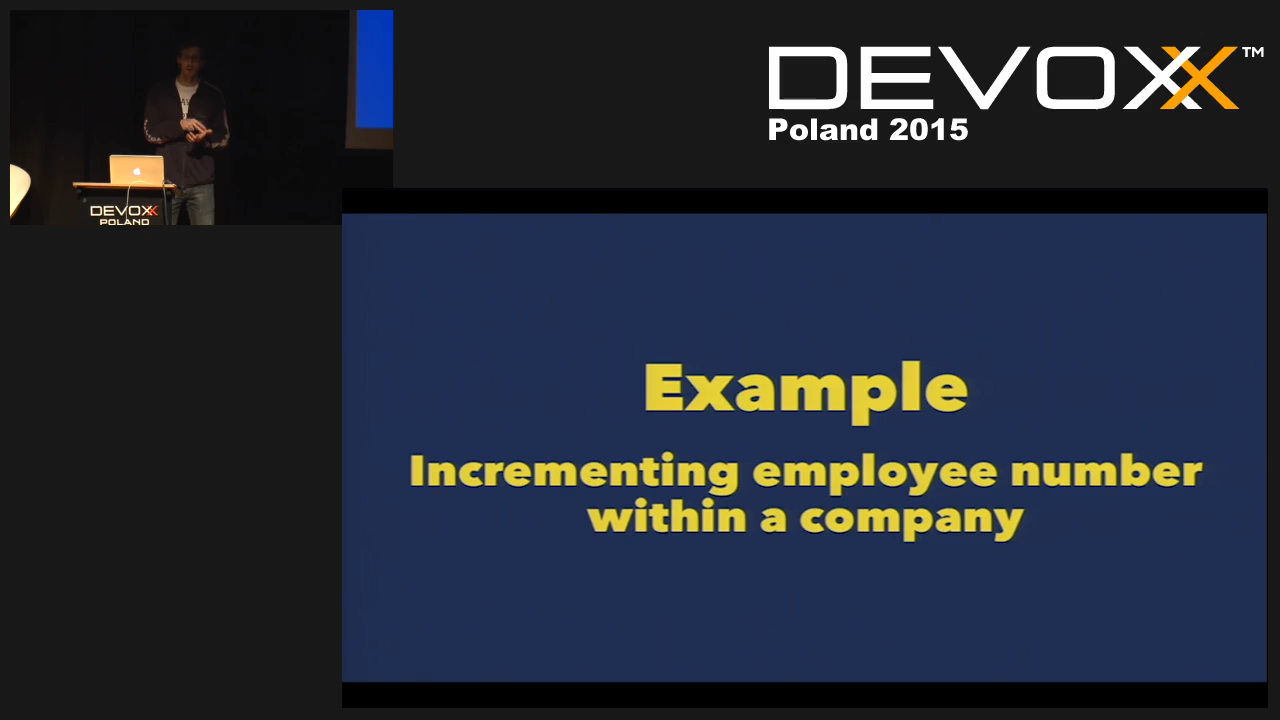 DEVOXX™
Poland 2015
DEVOXX
POLAND
Example
Incrementing employee number
within a company